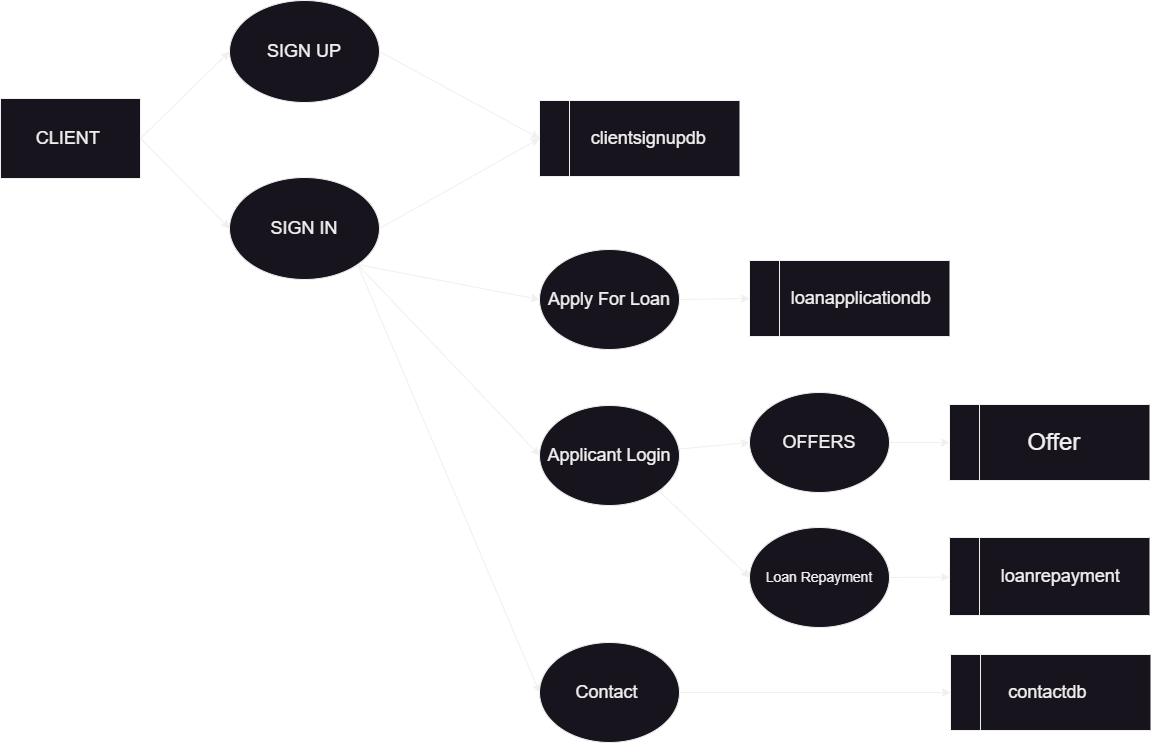 SIGN UP
CLIENT
clientsignupdb
SIGN IN
Apply For Loan
loanapplicationdb
OFFERS
Offer
Applicant Login
Loan Repayment
loanrepayment
Contact
contactdb